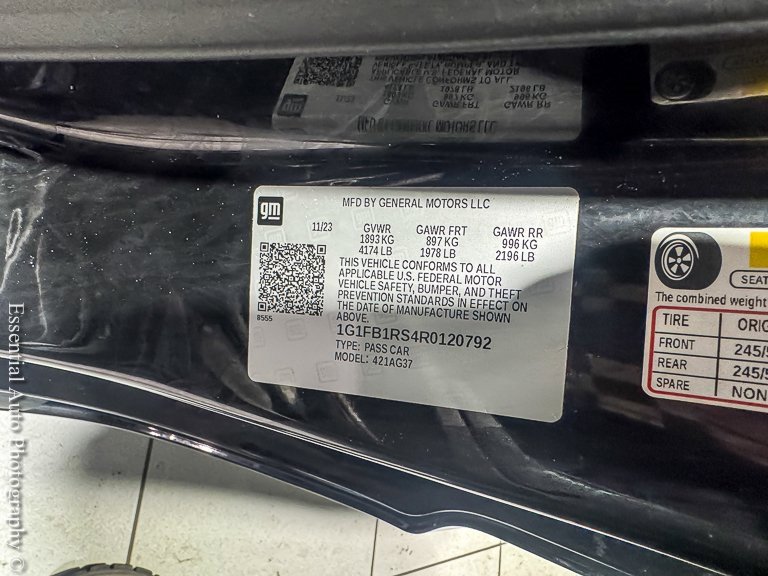 gm
MFD BY GENERAL MOTORS LLC
11/23
GVWR GAWR FRT GAWR RR
1893 KG 897 KG 996 KG
4174 LB 1978 LB 2196 LB
THIS VEHICLE CONFORMS TO ALL
APPLICABLE U.S. FEDERAL MOTOR
VEHICLE SAFETY, BUMPER, AND THEFT
PREVENTION STANDARDS IN EFFECT ON
THE DATE OF MANUFACTURE SHOWN
ABOVE.
8555
1G1FB1RS4R0120792
TYPE: PASS CAR
MODEL: 421AG37
SEAT
The combined weight
TIRE ORIG
FRONT 245/5
REAR 245/5
SPARE NON
Essential Auto Photography ©